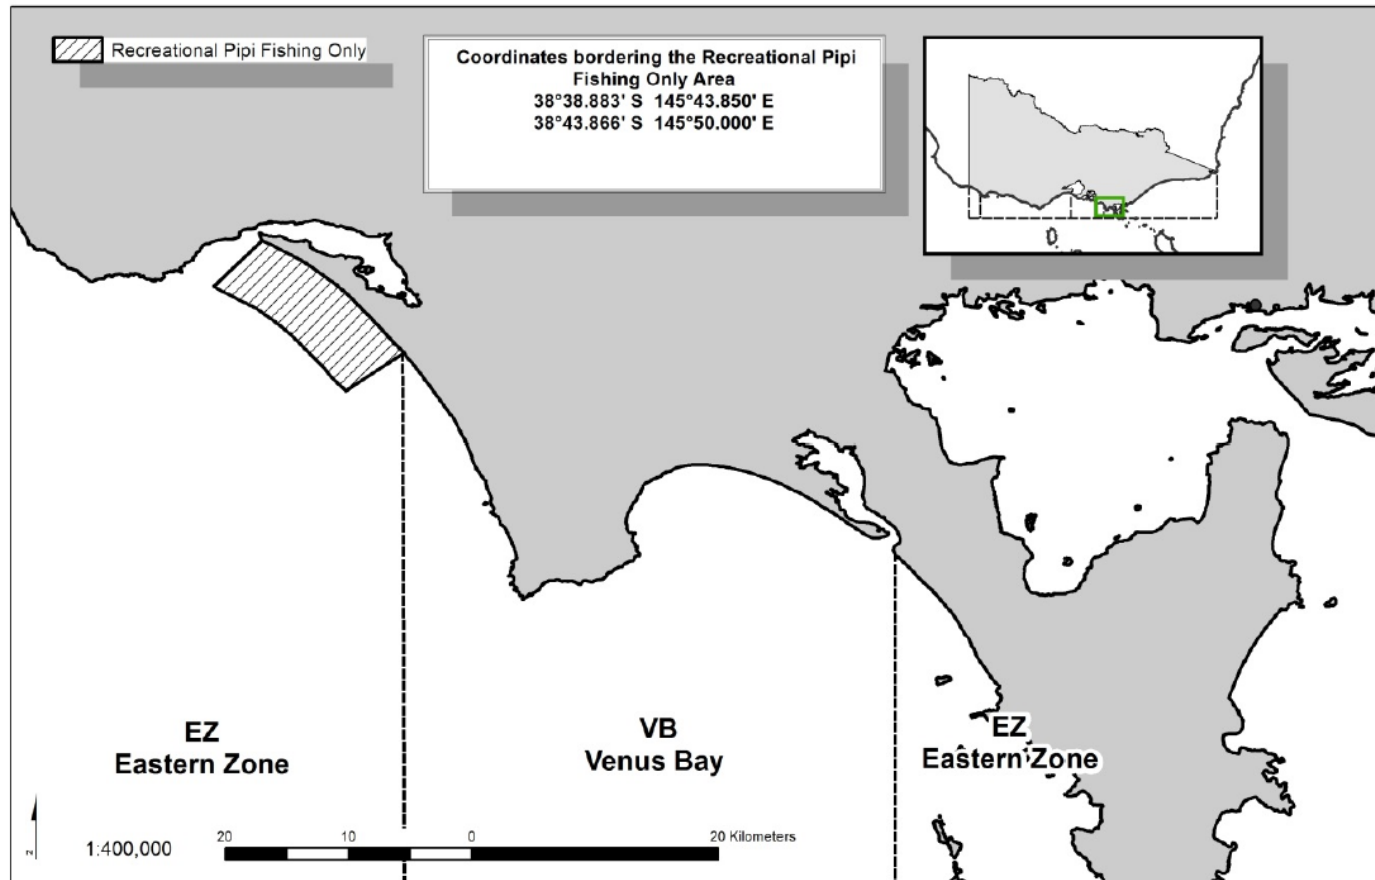 Recreational Pipi Fishing Only
Coordinates bordering the Recreational Pipi
Fishing Only Area
38°38.883' S 145°43.850' E
38°43.866' S 145°50.000' E
EZ
Eastern Zone
VB
Venus Bay
EZ
Eastern Zone
z
1:400,000
20 10 0 20 Kilometers